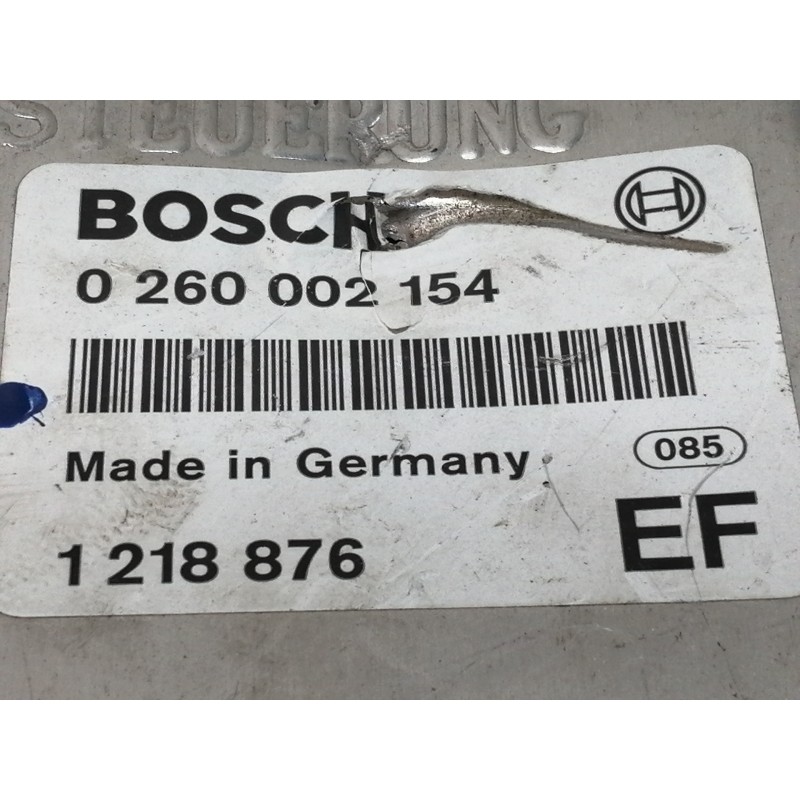 STEUERUNG
BOSCH
0 260 002 154
Made in Germany
085
1 218 876
EF